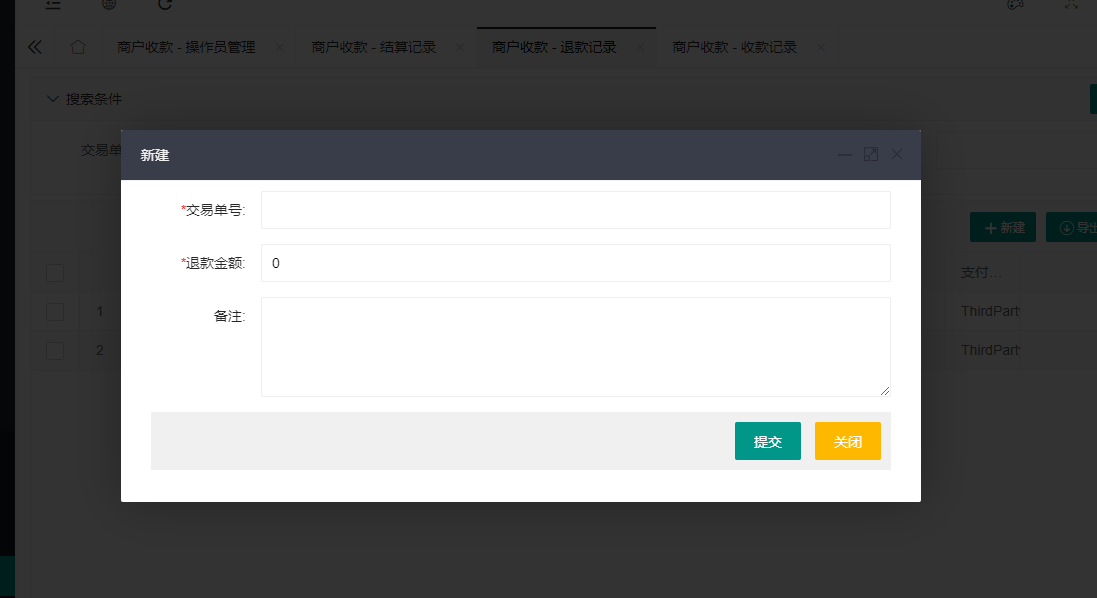 商户收款 - 操作员管理 商户收款 - 结算记录 商户收款 - 退款记录 商户收款 - 收款记录
搜索条件
交易单
新建
*交易单号:
新建 导出
*退款金额: 0
支付...
备注:
1 ThirdParty
2 ThirdParty
提交 关闭